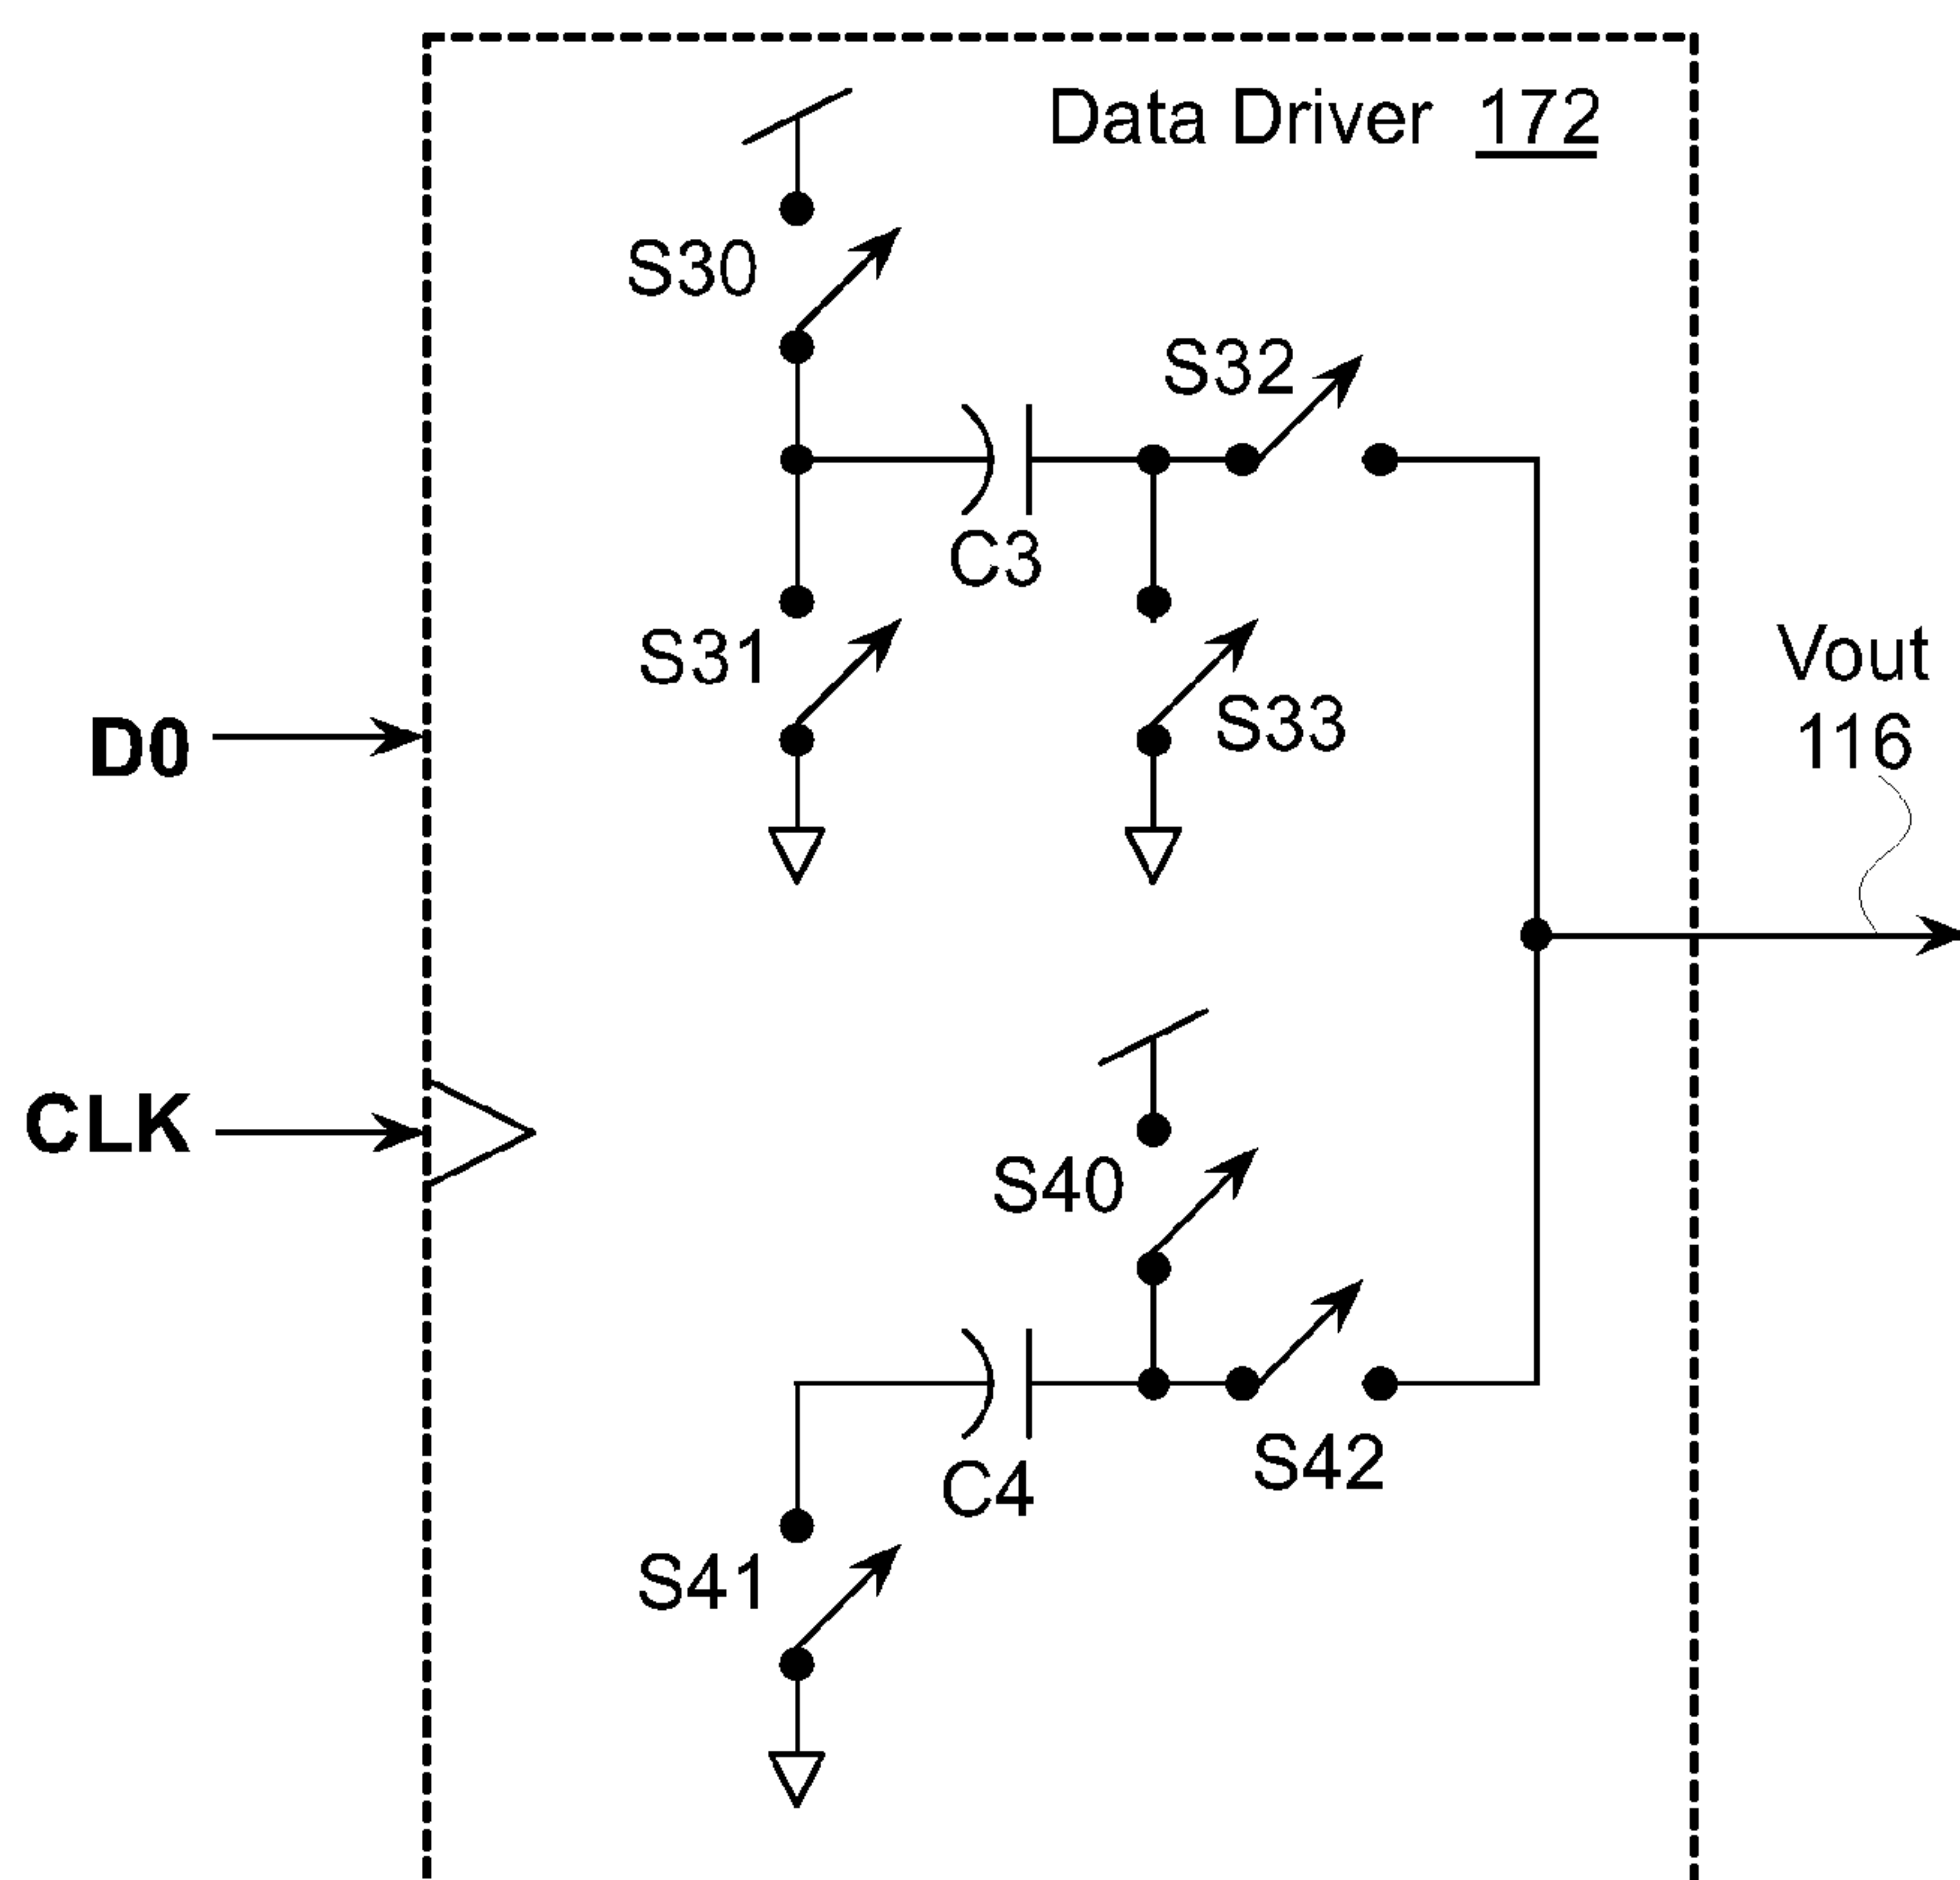 Data Driver 172
S30
S32
C3
S31
S33
Vout
116
D0
CLK
S40
S42
C4
S41